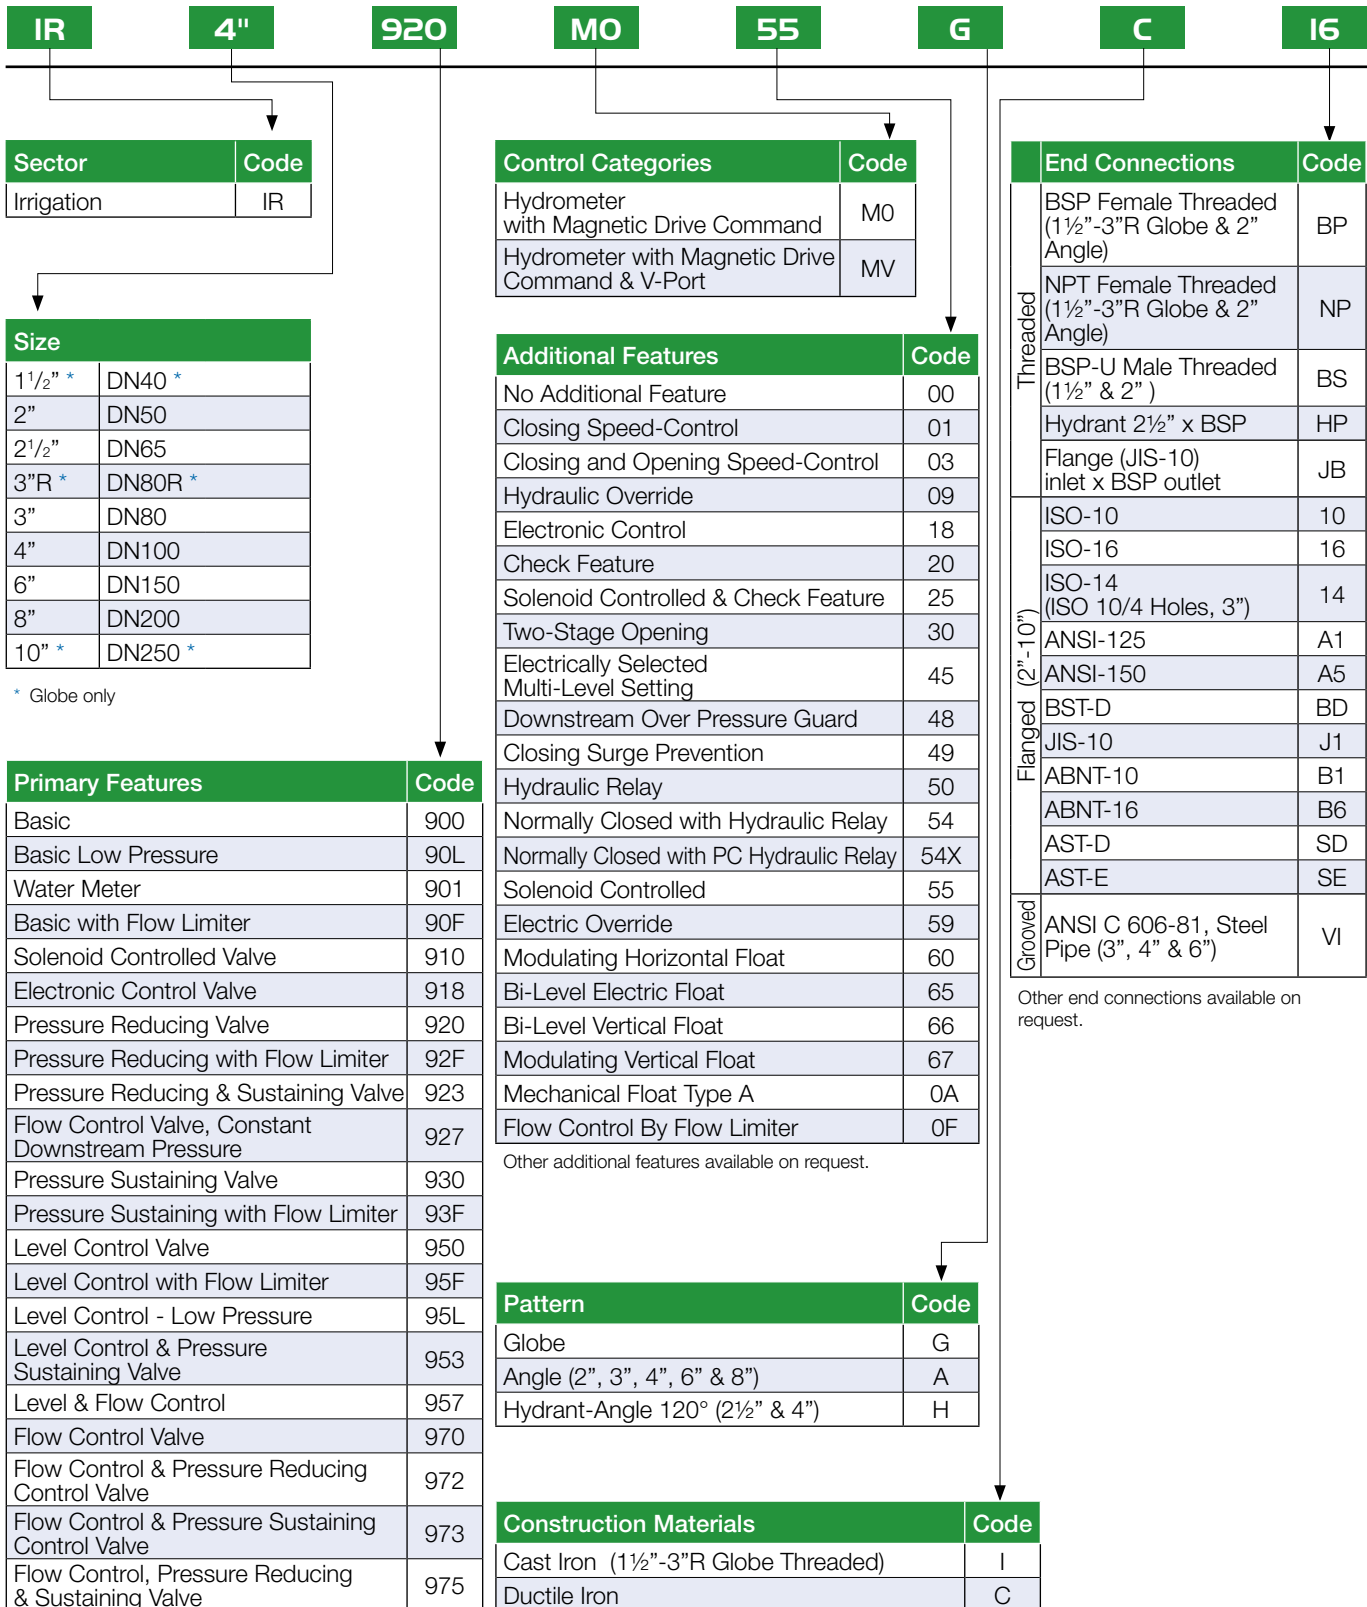 IR 4" 920 M0 55 G C I6
Sector Code
Irrigation IR
Size
1½” * DN40 *
2” DN50
2½” DN65
3”R * DN80R *
3” DN80
4” DN100
6” DN150
8” DN200
10” * DN250 *
* Globe only
Primary Features Code
Basic 900
Basic Low Pressure 90L
Water Meter 901
Basic with Flow Limiter 90F
Solenoid Controlled Valve 910
Electronic Control Valve 918
Pressure Reducing Valve 920
Pressure Reducing with Flow Limiter 92F
Pressure Reducing & Sustaining Valve 923
Flow Control Valve, Constant
Downstream Pressure 927
Pressure Sustaining Valve 930
Pressure Sustaining with Flow Limiter 93F
Level Control Valve 950
Level Control with Flow Limiter 95F
Level Control - Low Pressure 95L
Level Control & Pressure
Sustaining Valve 953
Level & Flow Control 957
Flow Control Valve 970
Flow Control & Pressure Reducing
Control Valve 972
Flow Control & Pressure Sustaining
Control Valve 973
Flow Control, Pressure Reducing
& Sustaining Valve 975
Control Categories Code
Hydrometer
with Magnetic Drive Command M0
Hydrometer with Magnetic Drive
Command & V-Port MV
Additional Features Code
No Additional Feature 00
Closing Speed-Control 01
Closing and Opening Speed-Control 03
Hydraulic Override 09
Electronic Control 18
Check Feature 20
Solenoid Controlled & Check Feature 25
Two-Stage Opening 30
Electrically Selected
Multi-Level Setting 45
Downstream Over Pressure Guard 48
Closing Surge Prevention 49
Hydraulic Relay 50
Normally Closed with Hydraulic Relay 54
Normally Closed with PC Hydraulic Relay 54X
Solenoid Controlled 55
Electric Override 59
Modulating Horizontal Float 60
Bi-Level Electric Float 65
Bi-Level Vertical Float 66
Modulating Vertical Float 67
Mechanical Float Type A 0A
Flow Control By Flow Limiter 0F
Other additional features available on request.
Pattern Code
Globe G
Angle (2”, 3”, 4”, 6” & 8”) A
Hydrant-Angle 120° (2½” & 4”) H
Construction Materials Code
Cast Iron (1½”-3”R Globe Threaded) I
Ductile Iron C
End Connections Code
Threaded
BSP Female Threaded
(1½”-3”R Globe & 2”
Angle) BP
NPT Female Threaded
(1½”-3”R Globe & 2”
Angle) NP
BSP-U Male Threaded
(1½” & 2” ) BS
Hydrant 2½” x BSP HP
Flange (JIS-10)
inlet x BSP outlet JB
Flanged (2”-10”)
ISO-10 10
ISO-16 16
ISO-14
(ISO 10/4 Holes, 3”) 14
ANSI-125 A1
ANSI-150 A5
BST-D BD
JIS-10 J1
ABNT-10 B1
ABNT-16 B6
AST-D SD
AST-E SE
Grooved
ANSI C 606-81, Steel
Pipe (3”, 4” & 6”) VI
Other end connections available on
request.